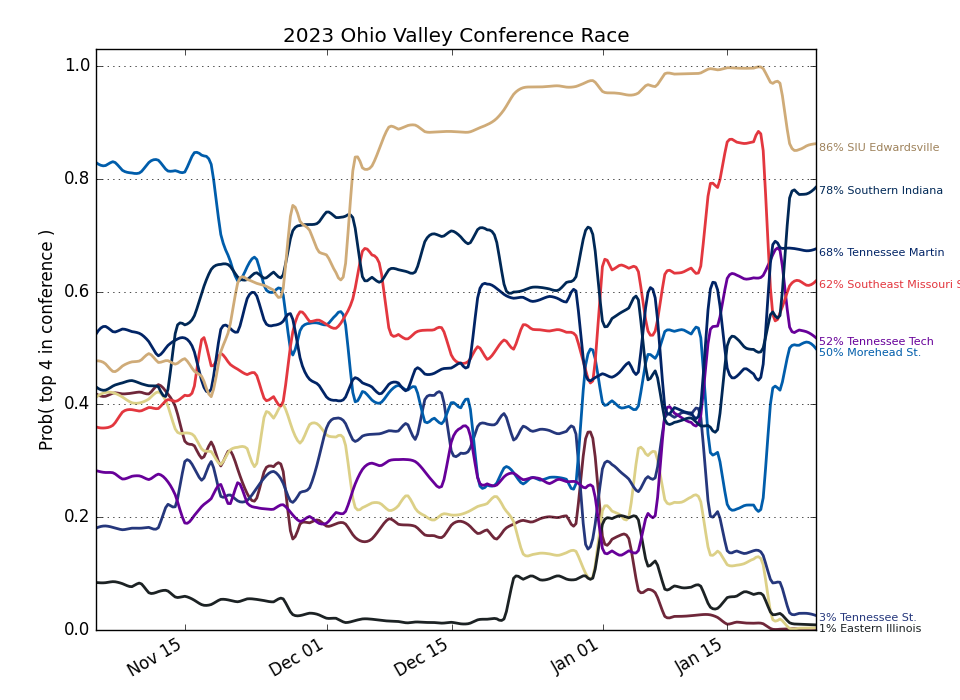 2023 Ohio Valley Conference Race
Prob( top 4 in conference )
1.0
0.8
0.6
0.4
0.2
0.0
Nov 15
Dec 01
Dec 15
Jan 01
Jan 15
86% SIU Edwardsville
78% Southern Indiana
68% Tennessee Martin
62% Southeast Missouri S
52% Tennessee Tech
50% Morehead St.
3% Tennessee St.
1% Eastern Illinois